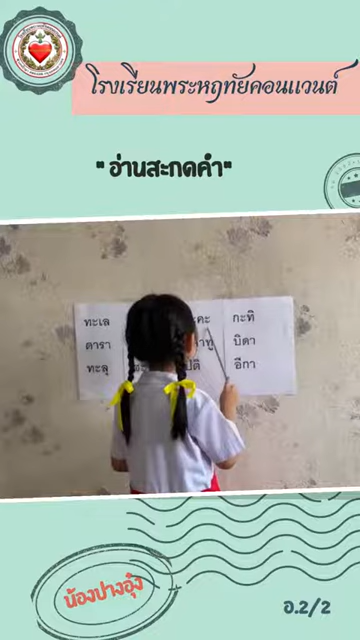 โรงเรียนพระหฤทัยคอนแวนต์
" อ่านสะกดคำ"
ทะเล
กะทิ
ดารา
บิดา
ทะลุ
อีกา
น้องปางอุ๋ง
อ.2/2